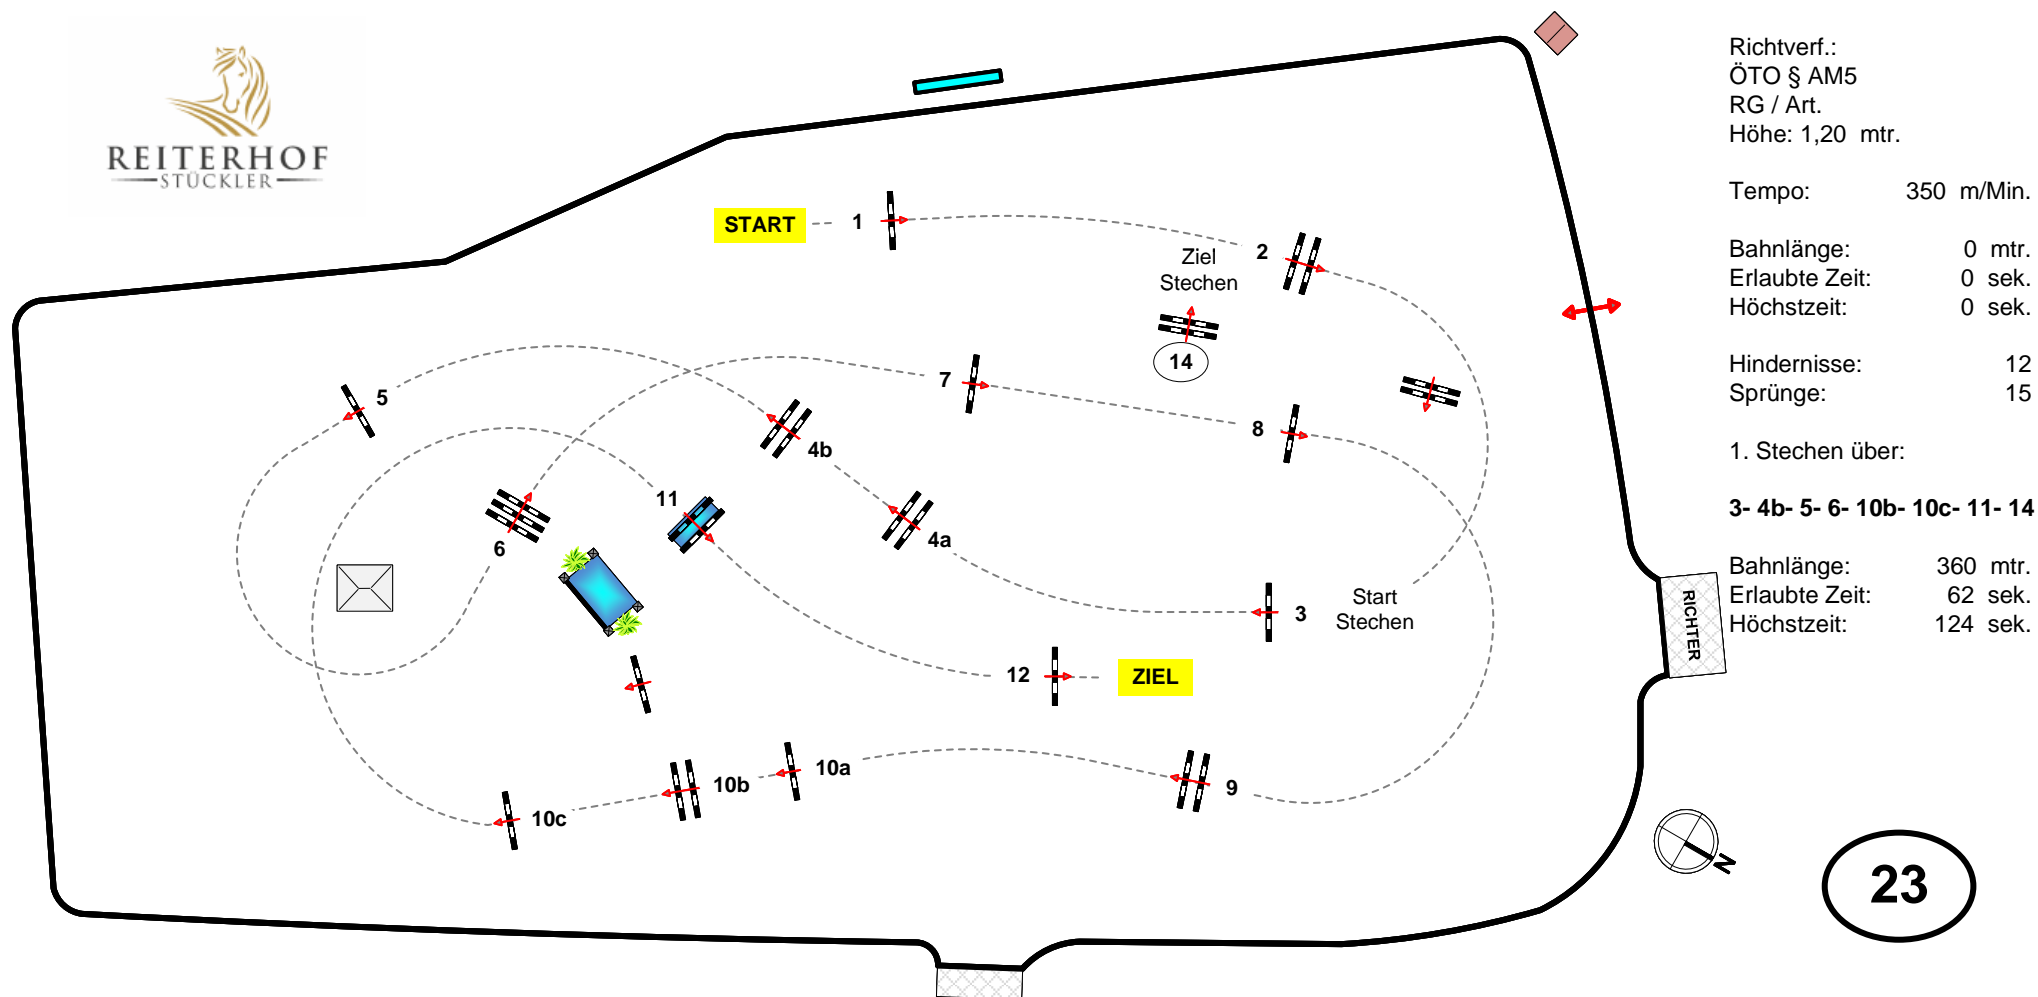 REITERHOF
STÜCKLER
Richtverf.:
ÖTO § AM5
RG / Art.
Höhe: 1,20 mtr.
Tempo: 350 m/Min.
Bahnlänge: 0 mtr.
Erlaubte Zeit: 0 sek.
Höchstzeit: 0 sek.
Hindernisse: 12
Sprünge: 15
1. Stechen über:
3- 4b- 5- 6- 10b- 10c- 11- 14
Bahnlänge: 360 mtr.
Erlaubte Zeit: 62 sek.
Höchstzeit: 124 sek.
START
1
2
Ziel
Stechen
14
7
5
8
4b
11
4a
6
3
Start
Stechen
RICHTER
12
ZIEL
10a
10b
9
10c
N
23